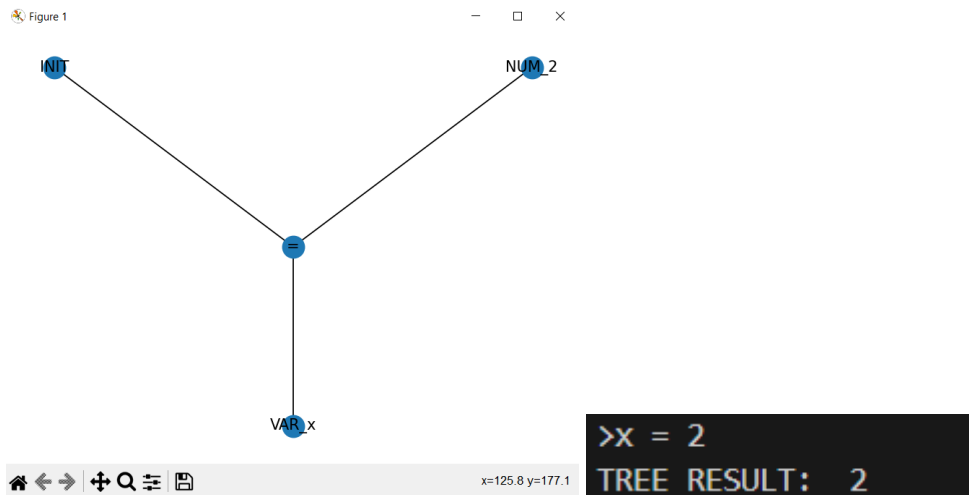 Figure 1
INIT
NUM_2
=
VAR_x
x=125.8 y=177.1
>x = 2
TREE RESULT: 2